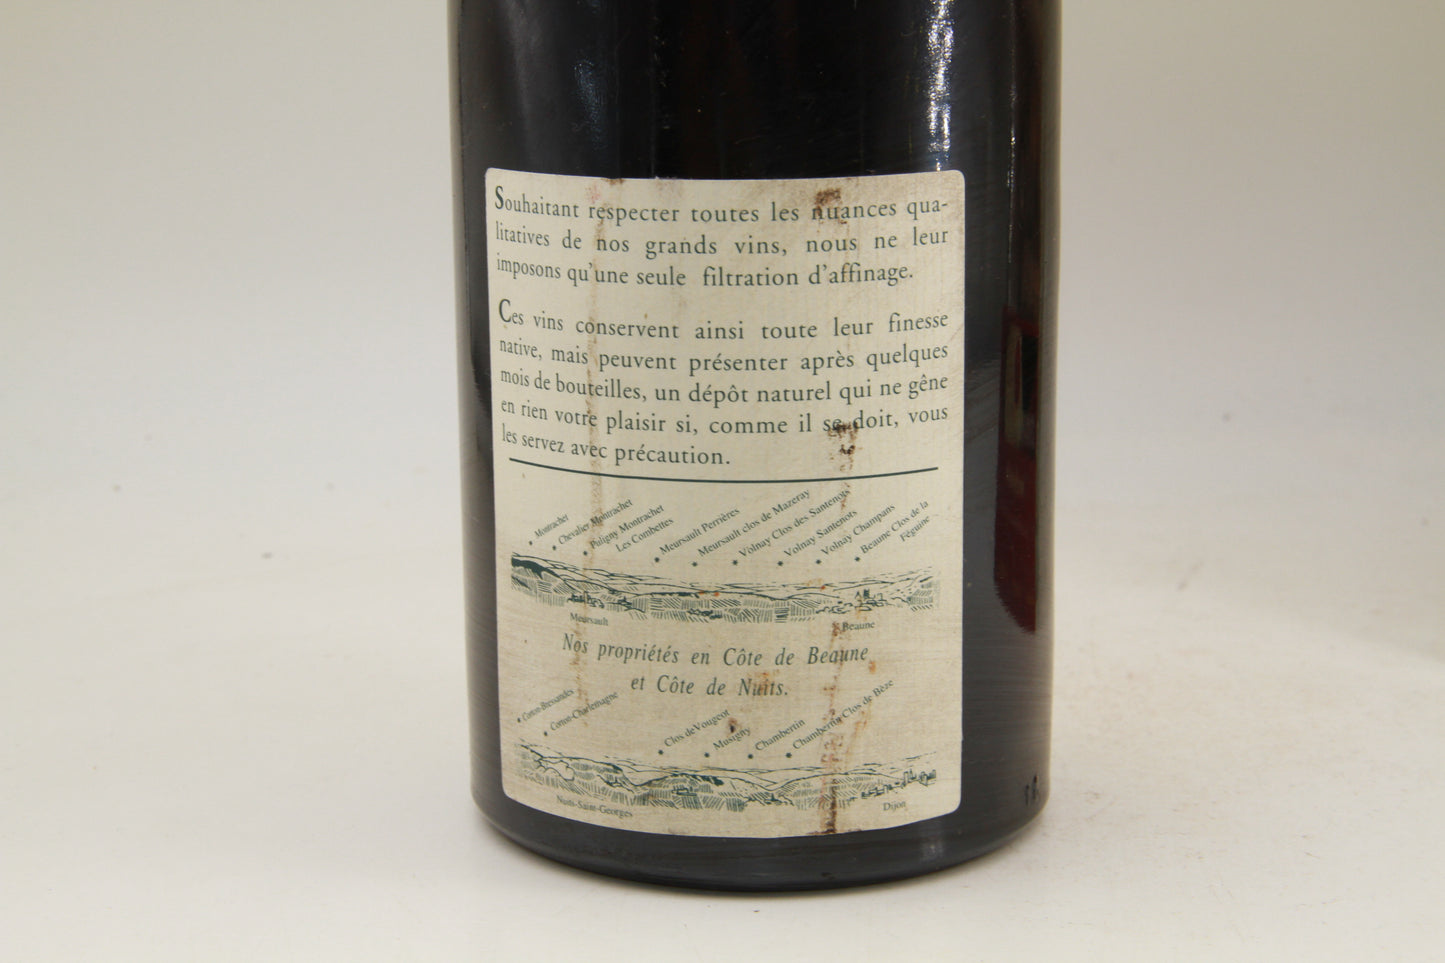 Souhaitant respecter toutes les nuances qua-
litatives de nos grands vins, nous ne leur
imposons qu'une seule filtration d'affinage.
Ces vins conservent ainsi toute leur finesse
native, mais peuvent présenter après quelques
mois de bouteilles, un dépôt naturel qui ne gêne
en rien votre plaisir si, comme il se doit, vous
les servez avec précaution.
Montrachet
Chevalier Montrachet
Puligny Montrachet
Les Combettes
Meursault Perrières
Meursault clos de Mazeray
Volnay Clos des Santenots
Volnay Santenots
Volnay Champans
Beaune Clos de la
Féguine
Meursault
Beaune
Nos propriétés en Côte de Beaune
et Côte de Nuits.
Corton-Bressandes
Corton-Charlemagne
Clos de Vougeot
Musigny
Chambertin
Chambertin Clos de Bèze
Nuits-Saint-Georges
Dijon